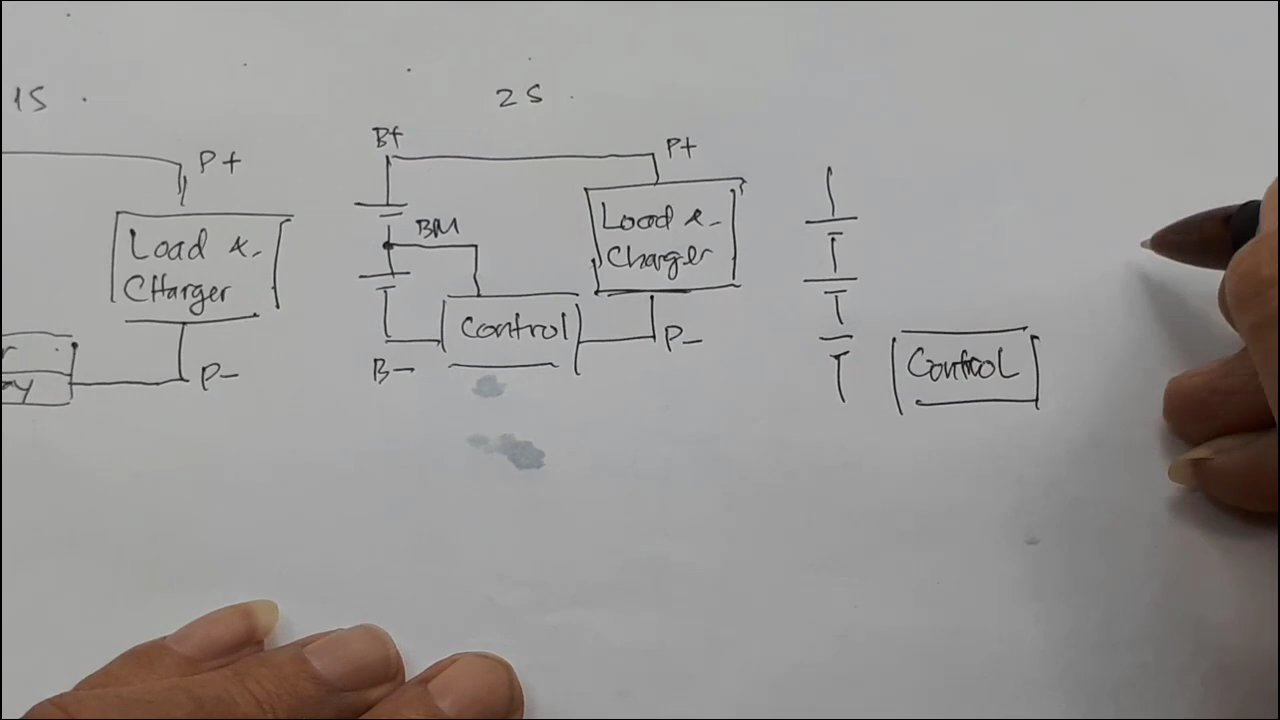 1S
P+
Load &
CHarger
P-
2S
B+
P+
BM
Load &
Charger
Control
B-
P-
Control